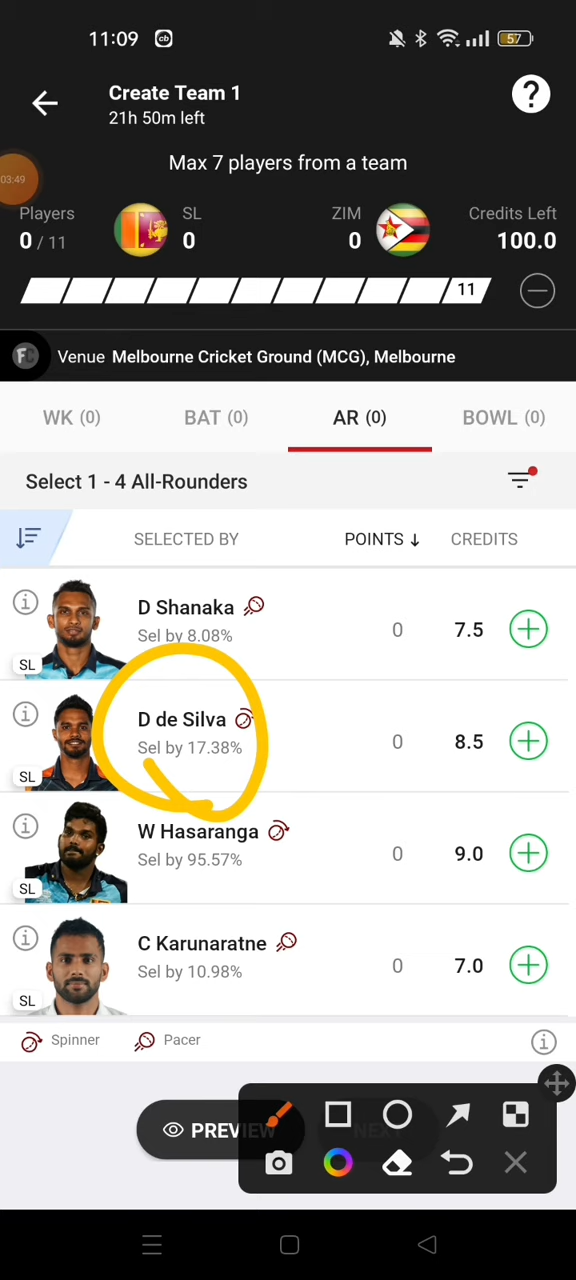 11:09 cb 57
Create Team 1
21h 50m left
?
Max 7 players from a team
03:49
Players SL ZIM Credits Left
0 / 11 0 0 100.0
11
FC Venue Melbourne Cricket Ground (MCG), Melbourne
WK (0) BAT (0) AR (0) BOWL (0)
Select 1 - 4 All-Rounders
SELECTED BY POINTS ↓ CREDITS
D Shanaka
Sel by 8.08% 0 7.5
SL
D de Silva
Sel by 17.38% 0 8.5
SL
W Hasaranga
Sel by 95.57% 0 9.0
SL
C Karunaratne
Sel by 10.98% 0 7.0
SL
Spinner Pacer
PREVIEW NEXT